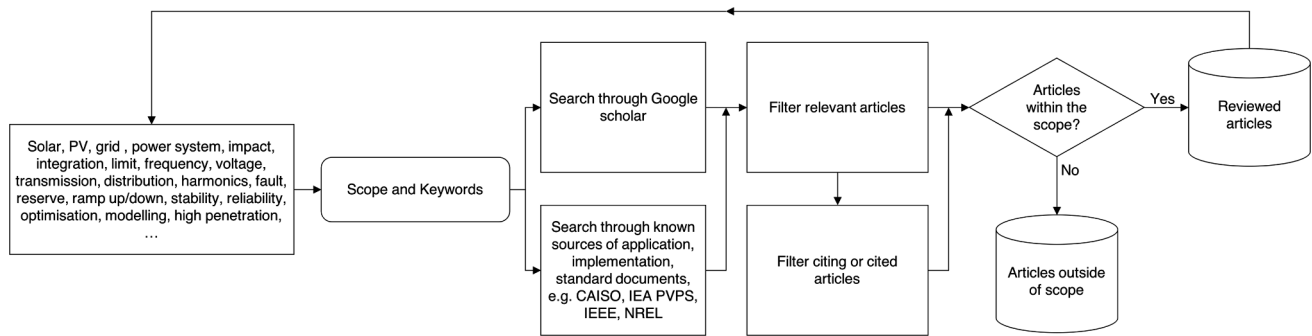 Solar, PV, grid , power system, impact,
integration, limit, frequency, voltage,
transmission, distribution, harmonics, fault,
reserve, ramp up/down, stability, reliability,
optimisation, modelling, high penetration,
...
Scope and Keywords
Search through Google
scholar
Search through known
sources of application,
implementation,
standard documents,
e.g. CAISO, IEA PVPS,
IEEE, NREL
Filter relevant articles
Filter citing or cited
articles
Articles
within the
scope?
Yes
No
Reviewed
articles
Articles outside
of scope